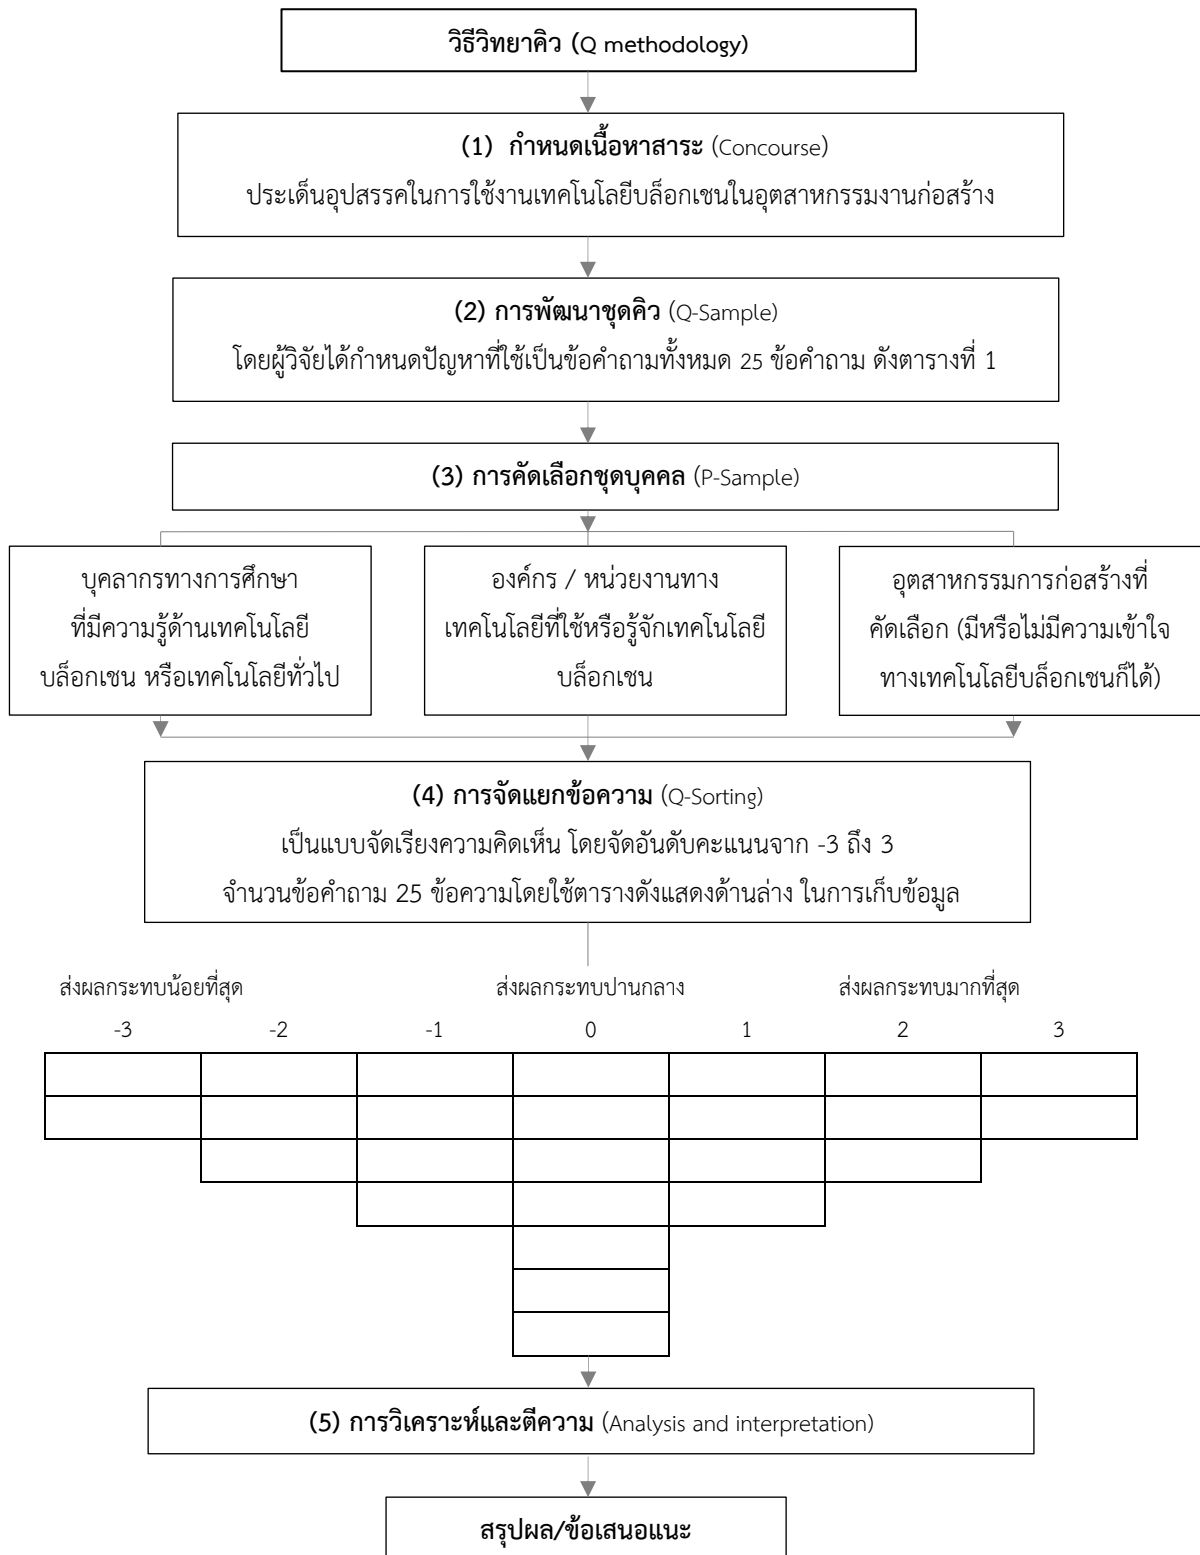 วิธีวิทยาคิว (Q methodology)
(1) กำหนดเนื้อหาสาระ (Concourse)
ประเด็นอุปสรรคในการใช้งานเทคโนโลยีบล็อกเชนในอุตสาหกรรมงานก่อสร้าง
(2) การพัฒนาชุดคิว (Q-Sample)
โดยผู้วิจัยได้กำหนดปัญหาที่ใช้เป็นข้อคำถามทั้งหมด 25 ข้อคำถาม ดังตารางที่ 1
(3) การคัดเลือกชุดบุคคล (P-Sample)
บุคลากรทางการศึกษา
ที่มีความรู้ด้านเทคโนโลยี
บล็อกเชน หรือเทคโนโลยีทั่วไป
องค์กร / หน่วยงานทาง
เทคโนโลยีที่ใช้หรือรู้จักเทคโนโลยี
บล็อกเชน
อุตสาหกรรมการก่อสร้างที่
คัดเลือก (มีหรือไม่มีความเข้าใจ
ทางเทคโนโลยีบล็อกเชนก็ได้)
(4) การจัดแยกข้อความ (Q-Sorting)
เป็นแบบจัดเรียงความคิดเห็น โดยจัดอันดับคะแนนจาก -3 ถึง 3
จำนวนข้อคำถาม 25 ข้อความโดยใช้ตารางดังแสดงด้านล่าง ในการเก็บข้อมูล
ส่งผลกระทบน้อยที่สุด ส่งผลกระทบปานกลาง ส่งผลกระทบมากที่สุด
-3 -2 -1 0 1 2 3
(5) การวิเคราะห์และตีความ (Analysis and interpretation)
สรุปผล/ข้อเสนอแนะ